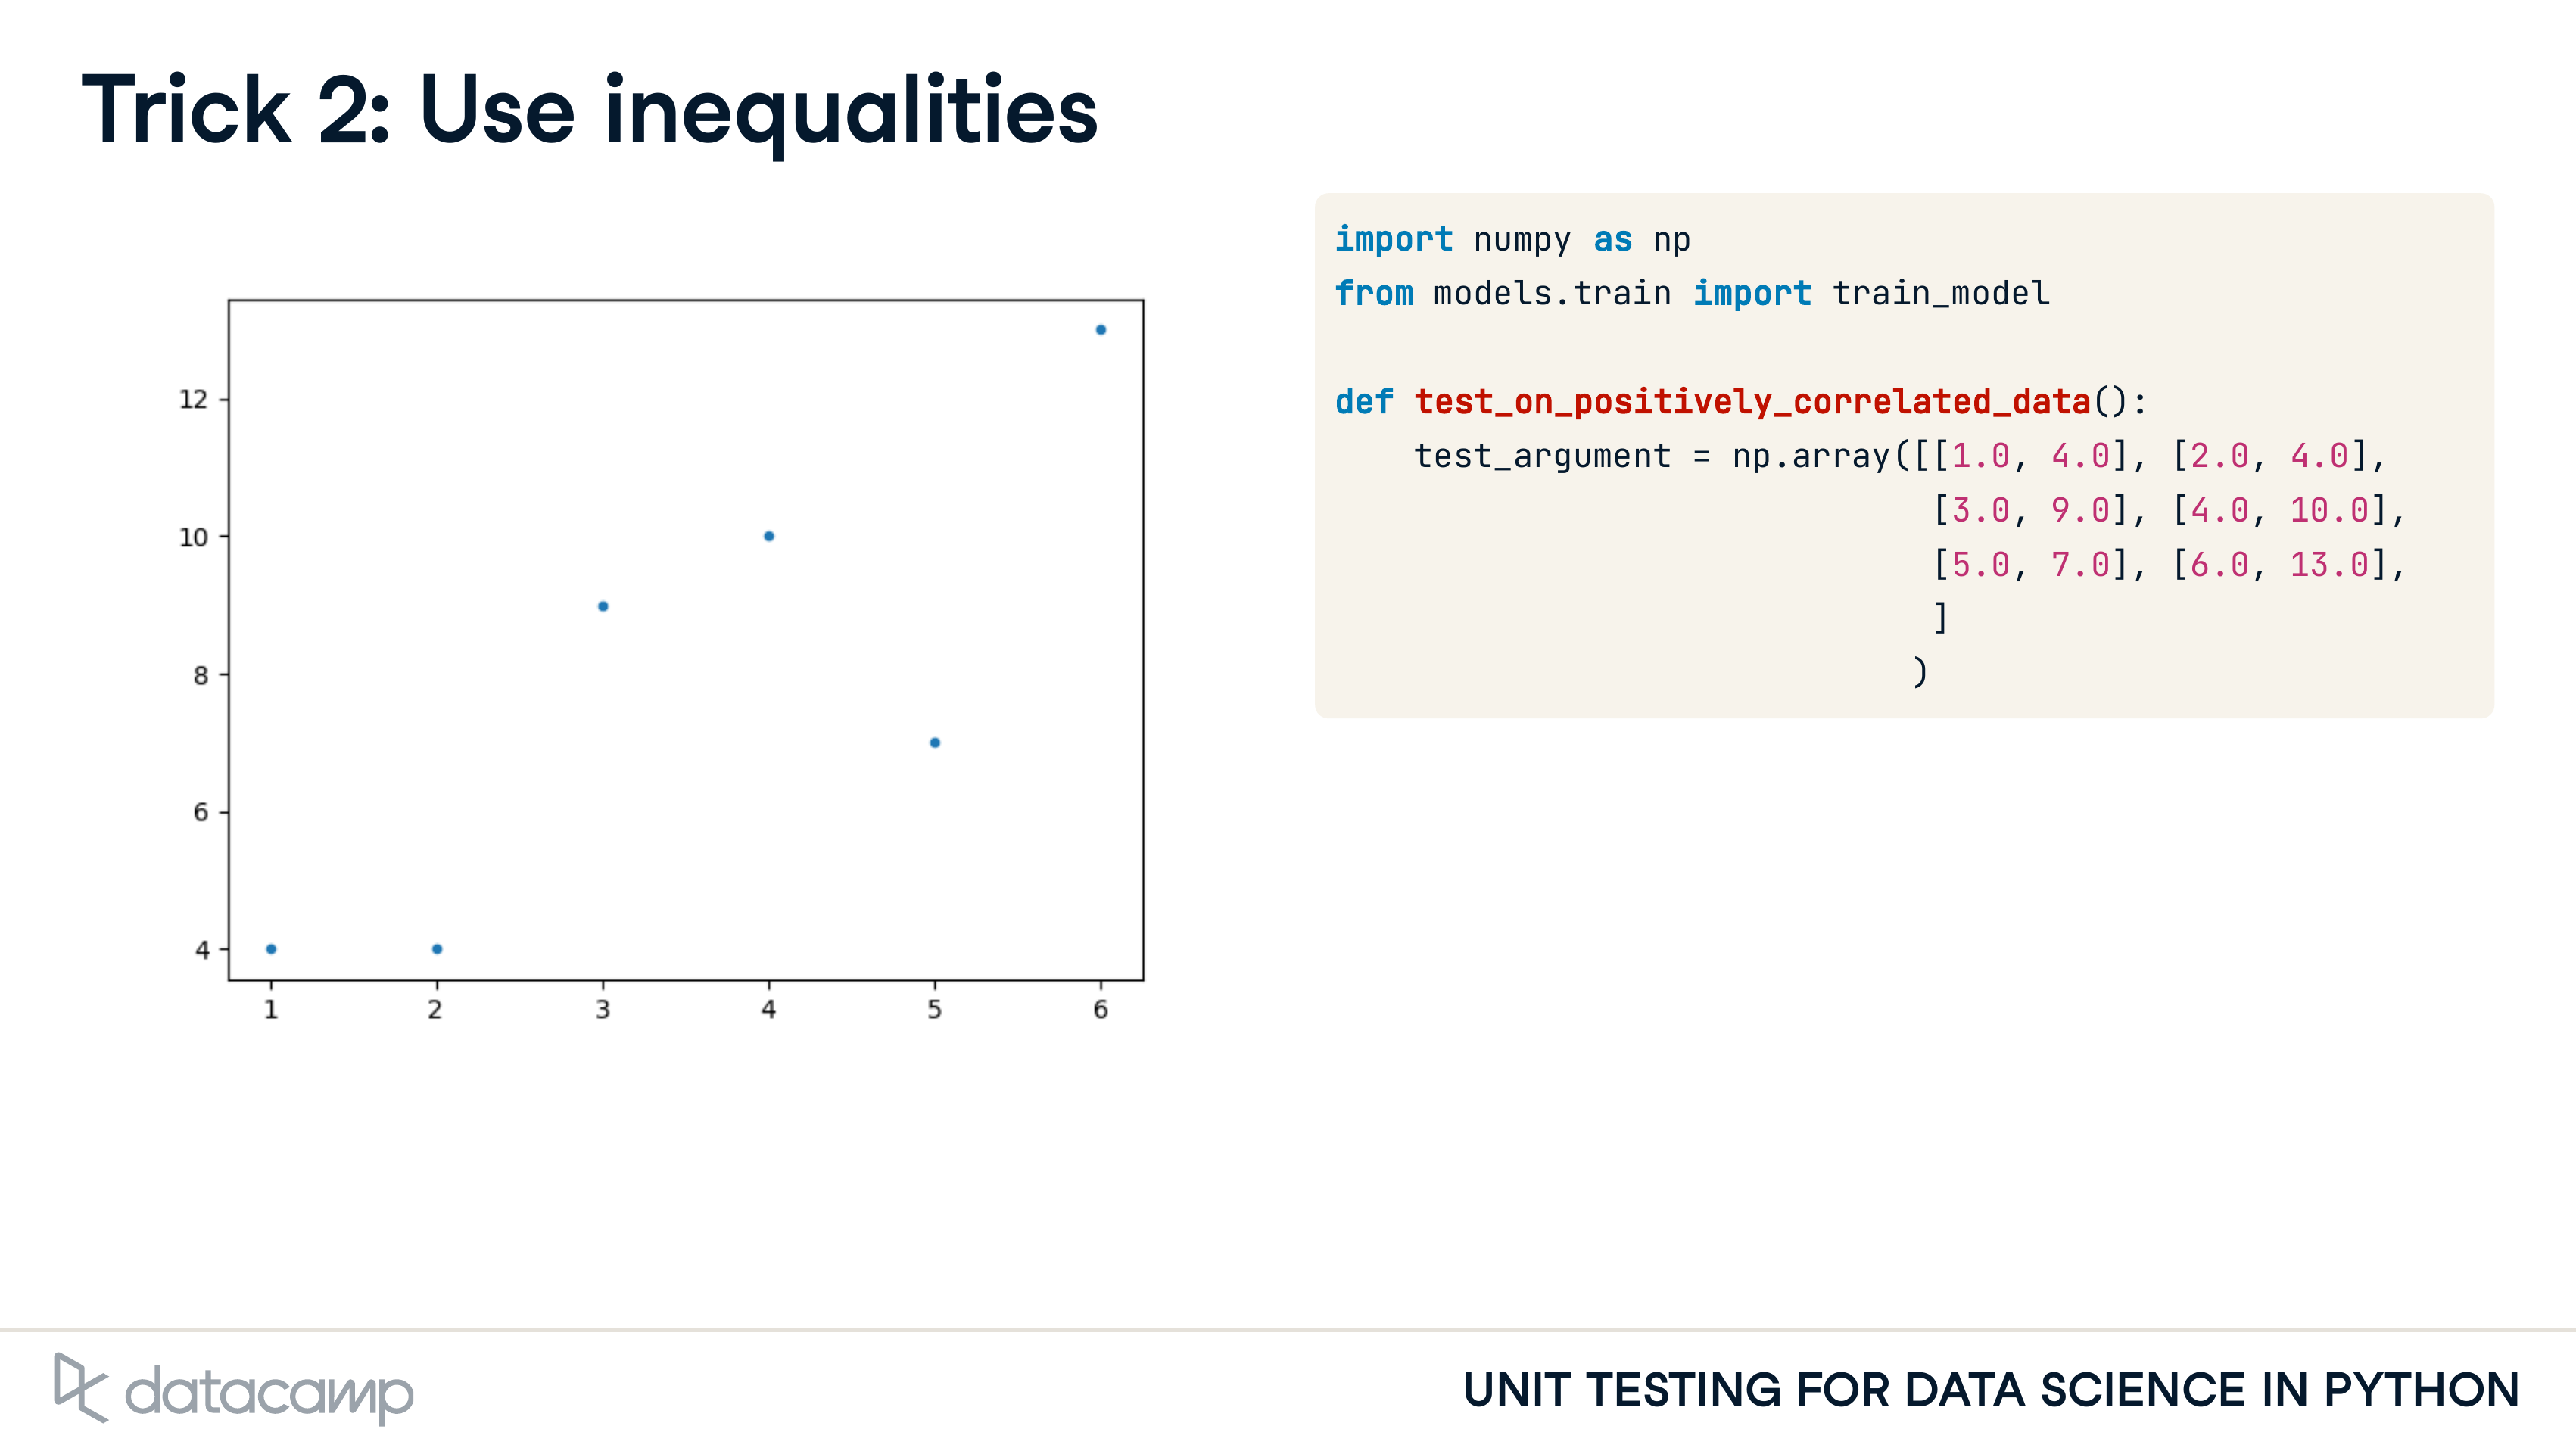 Trick 2: Use inequalities
12
10
8
6
4
1 2 3 4 5 6
import numpy as np
from models.train import train_model
def test_on_positively_correlated_data():
    test_argument = np.array([[1.0, 4.0], [2.0, 4.0],
                              [3.0, 9.0], [4.0, 10.0],
                              [5.0, 7.0], [6.0, 13.0],
                              ]
                             )
datacamp
UNIT TESTING FOR DATA SCIENCE IN PYTHON